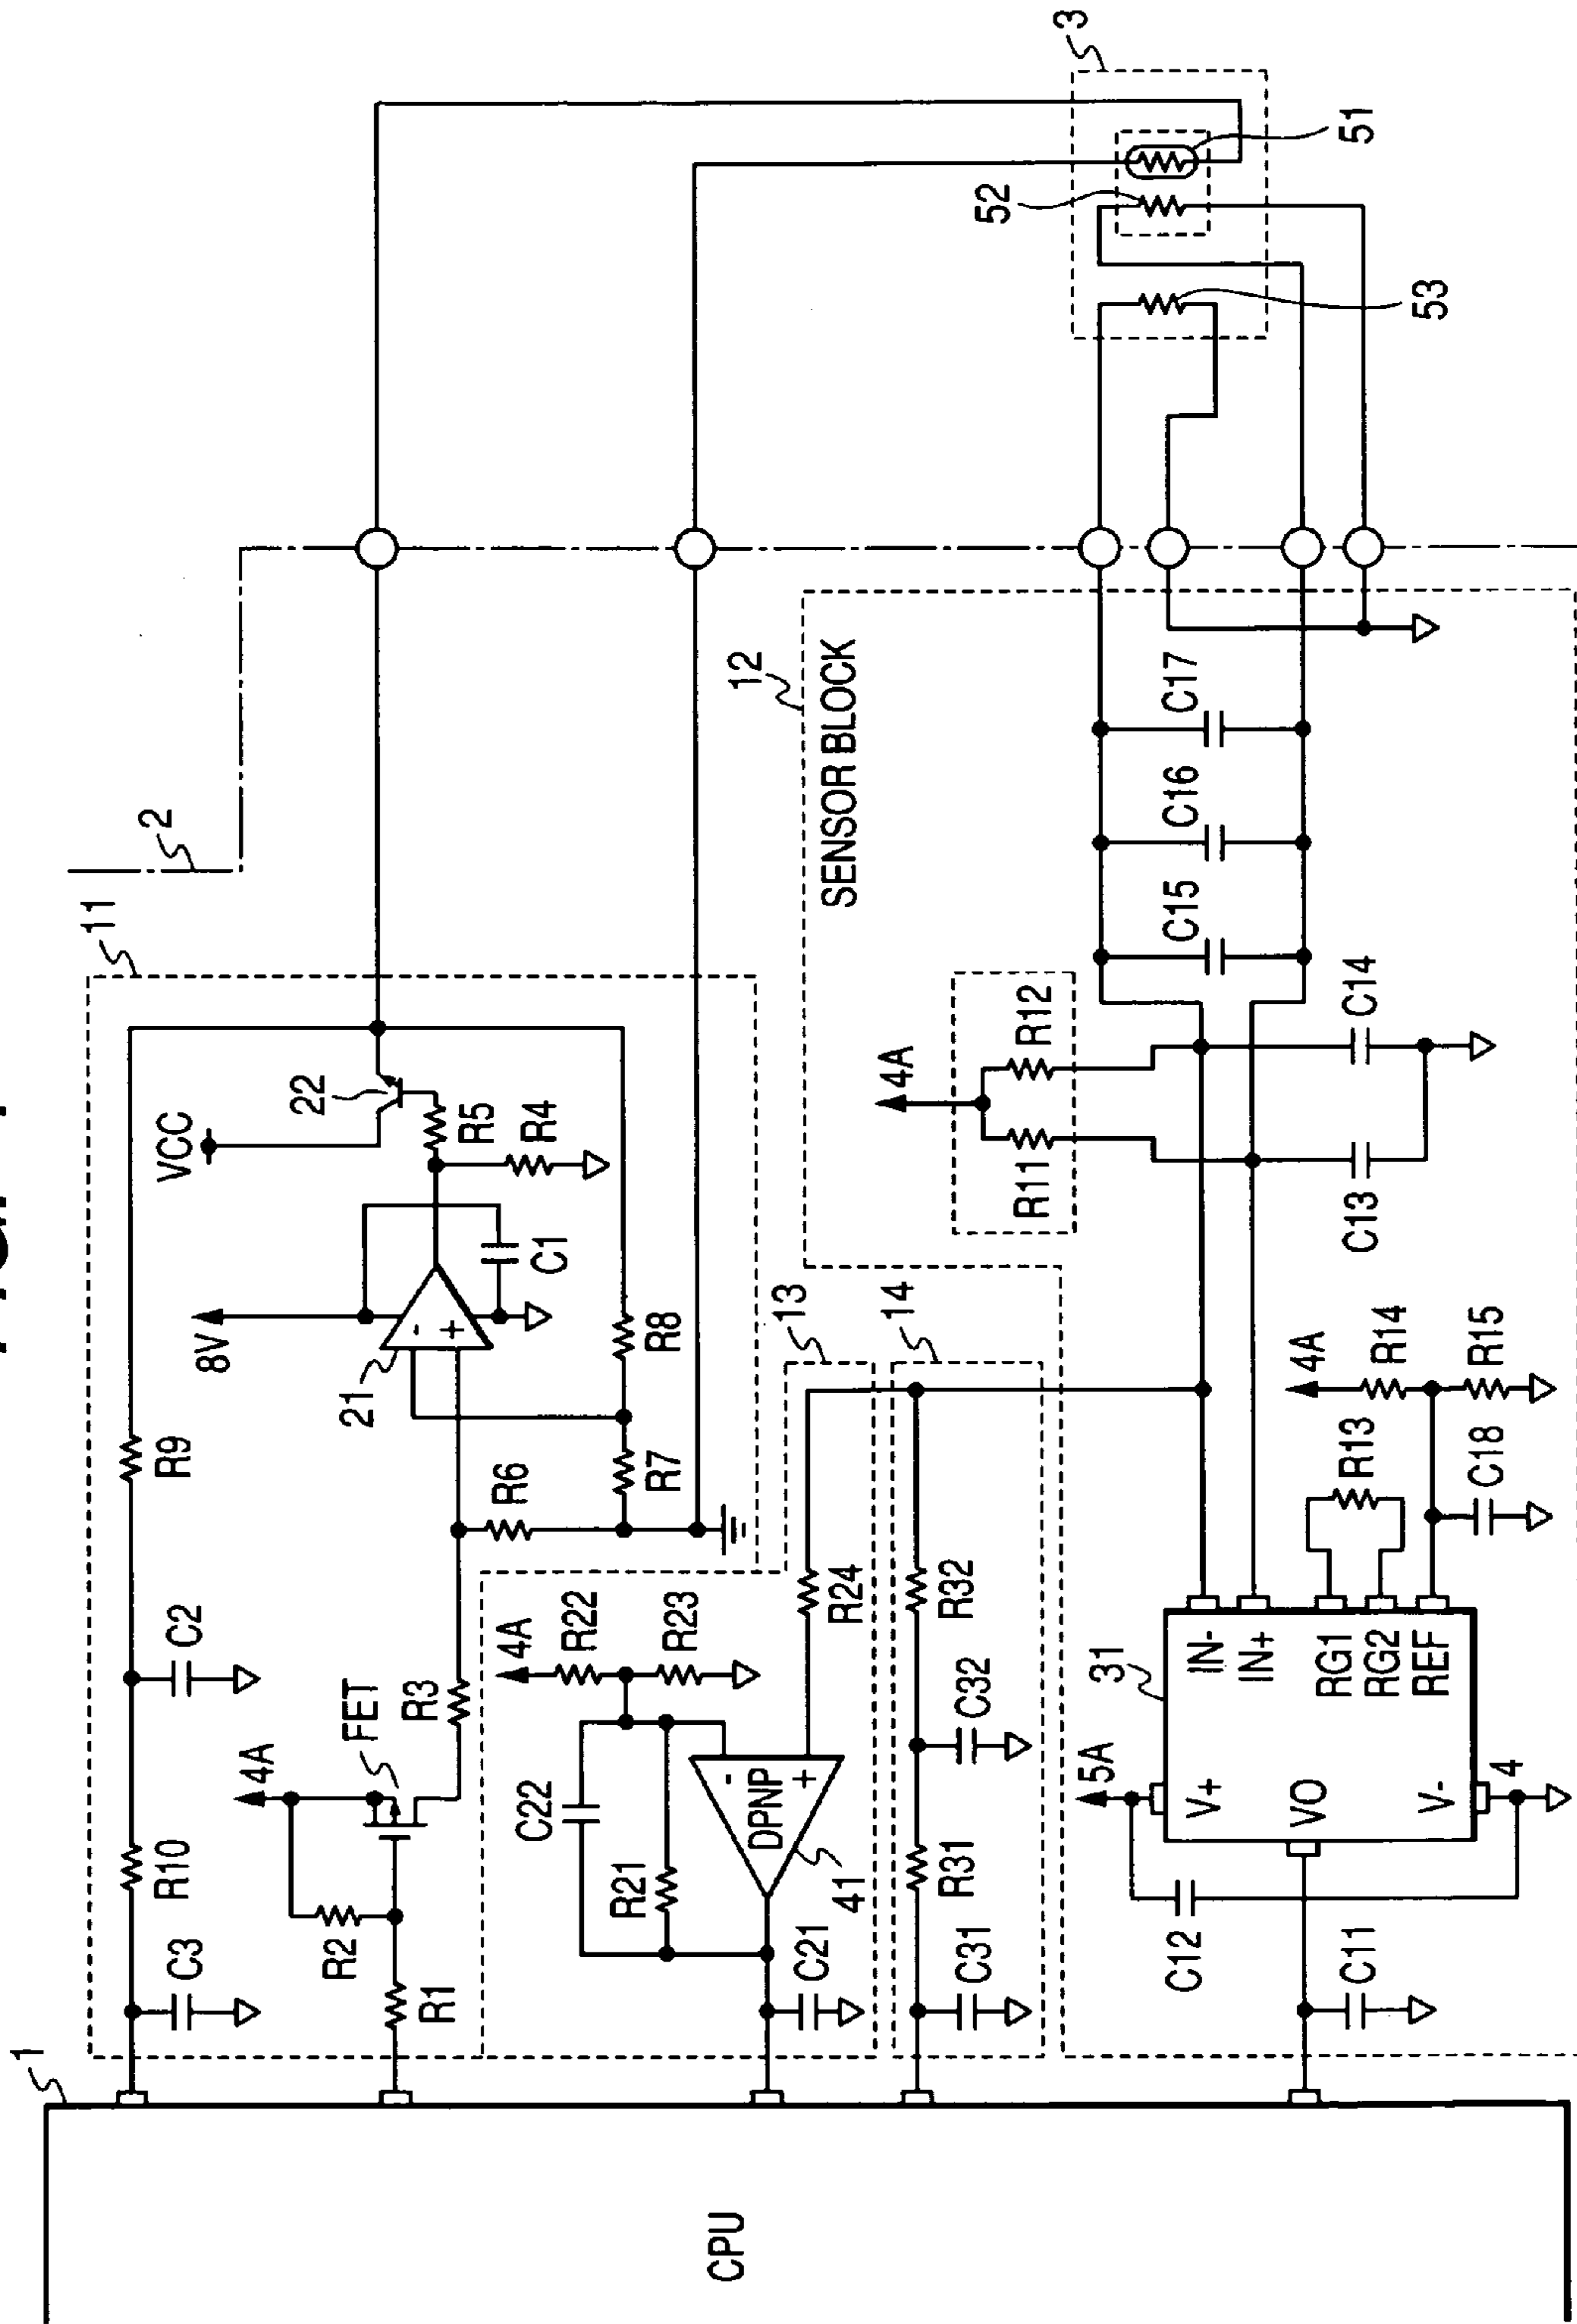 1
2
3
11
VCC
22
8V
21
R9
R5
R4
C1
R8
R7
R6
C2
R10
C3
4A
FET
R3
R2
R1
13
4A
R22
R23
C22
R21
R24
-
+
DPNP
41
C21
14
R32
C32
R31
C31
12
SENSOR BLOCK
C17
C16
C15
4A
R12
R11
C14
C13
52
51
53
31
5A
IN-
IN+
RG1
RG2
REF
V+
VO
V-
4
C12
C11
R13
4A
R14
R15
C18
-
+
CPU